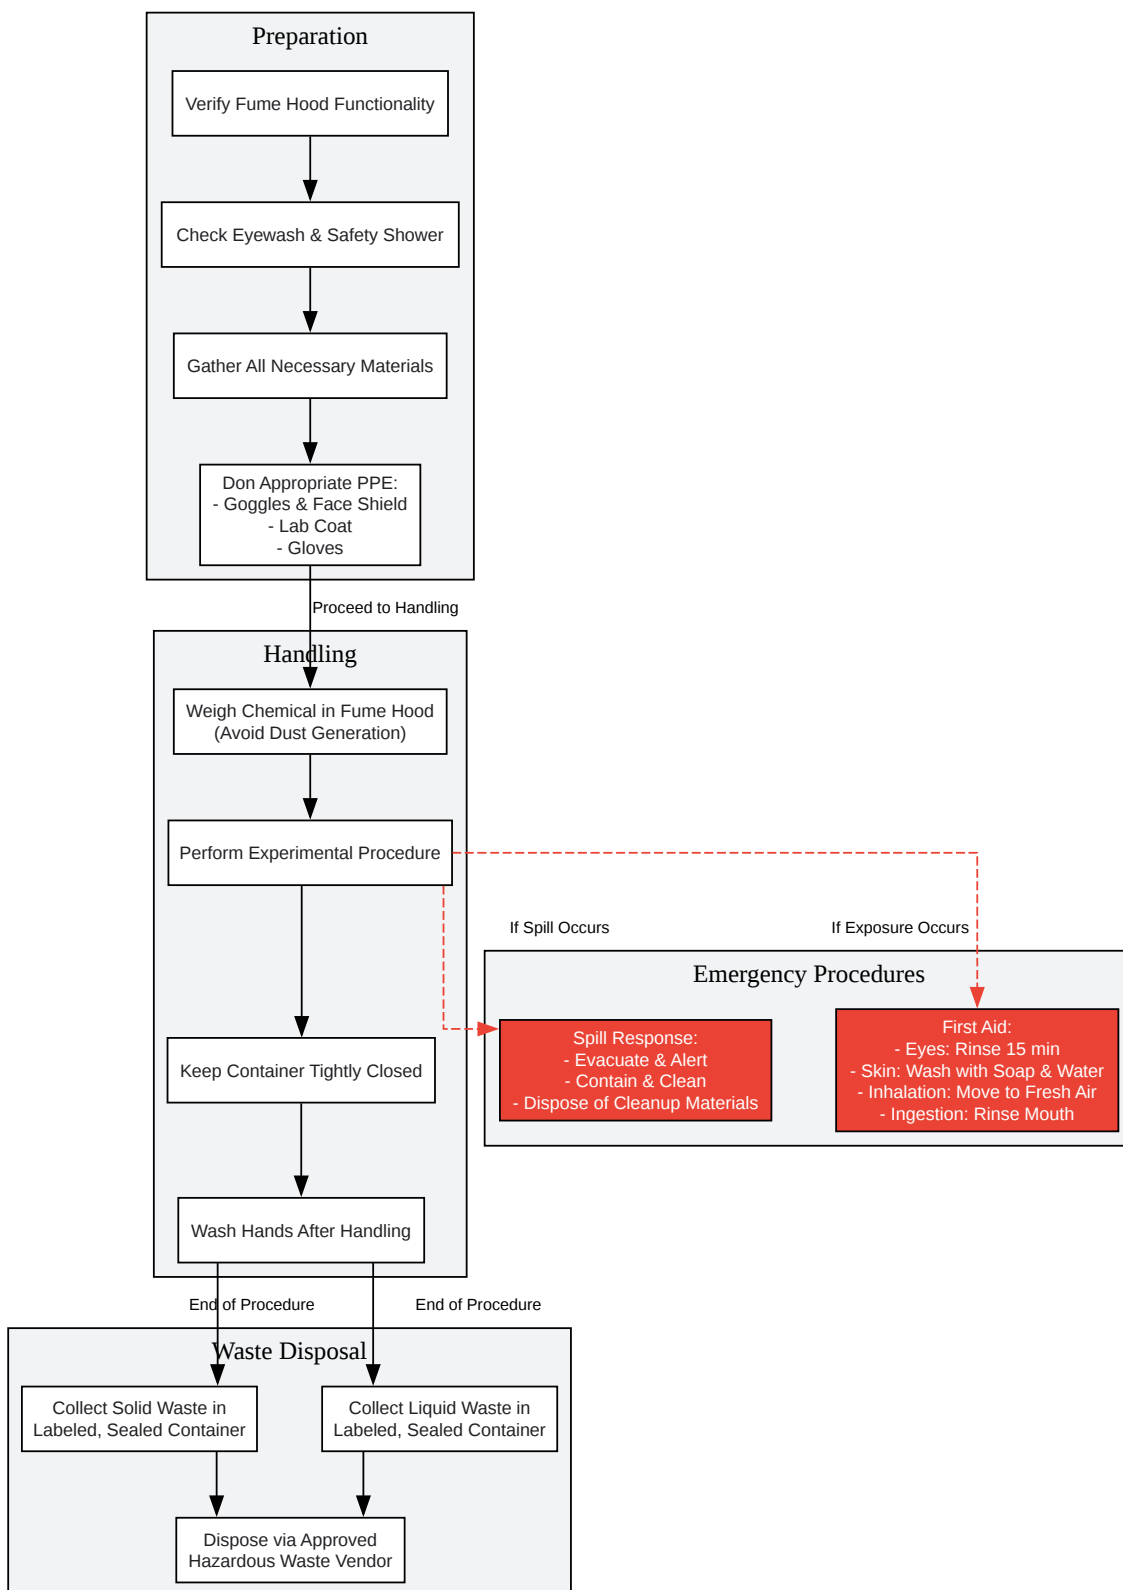 Preparation
Verify Fume Hood Functionality
Check Eyewash & Safety Shower
Gather All Necessary Materials
Don Appropriate PPE:
- Goggles & Face Shield
- Lab Coat
- Gloves
Proceed to Handling
Handling
Weigh Chemical in Fume Hood
(Avoid Dust Generation)
Perform Experimental Procedure
If Spill Occurs
If Exposure Occurs
Emergency Procedures
Spill Response:
- Evacuate & Alert
- Contain & Clean
- Dispose of Cleanup Materials
First Aid:
- Eyes: Rinse 15 min
- Skin: Wash with Soap & Water
- Inhalation: Move to Fresh Air
- Ingestion: Rinse Mouth
Keep Container Tightly Closed
Wash Hands After Handling
End of Procedure
End of Procedure
Waste Disposal
Collect Solid Waste in
Labeled, Sealed Container
Collect Liquid Waste in
Labeled, Sealed Container
Dispose via Approved
Hazardous Waste Vendor